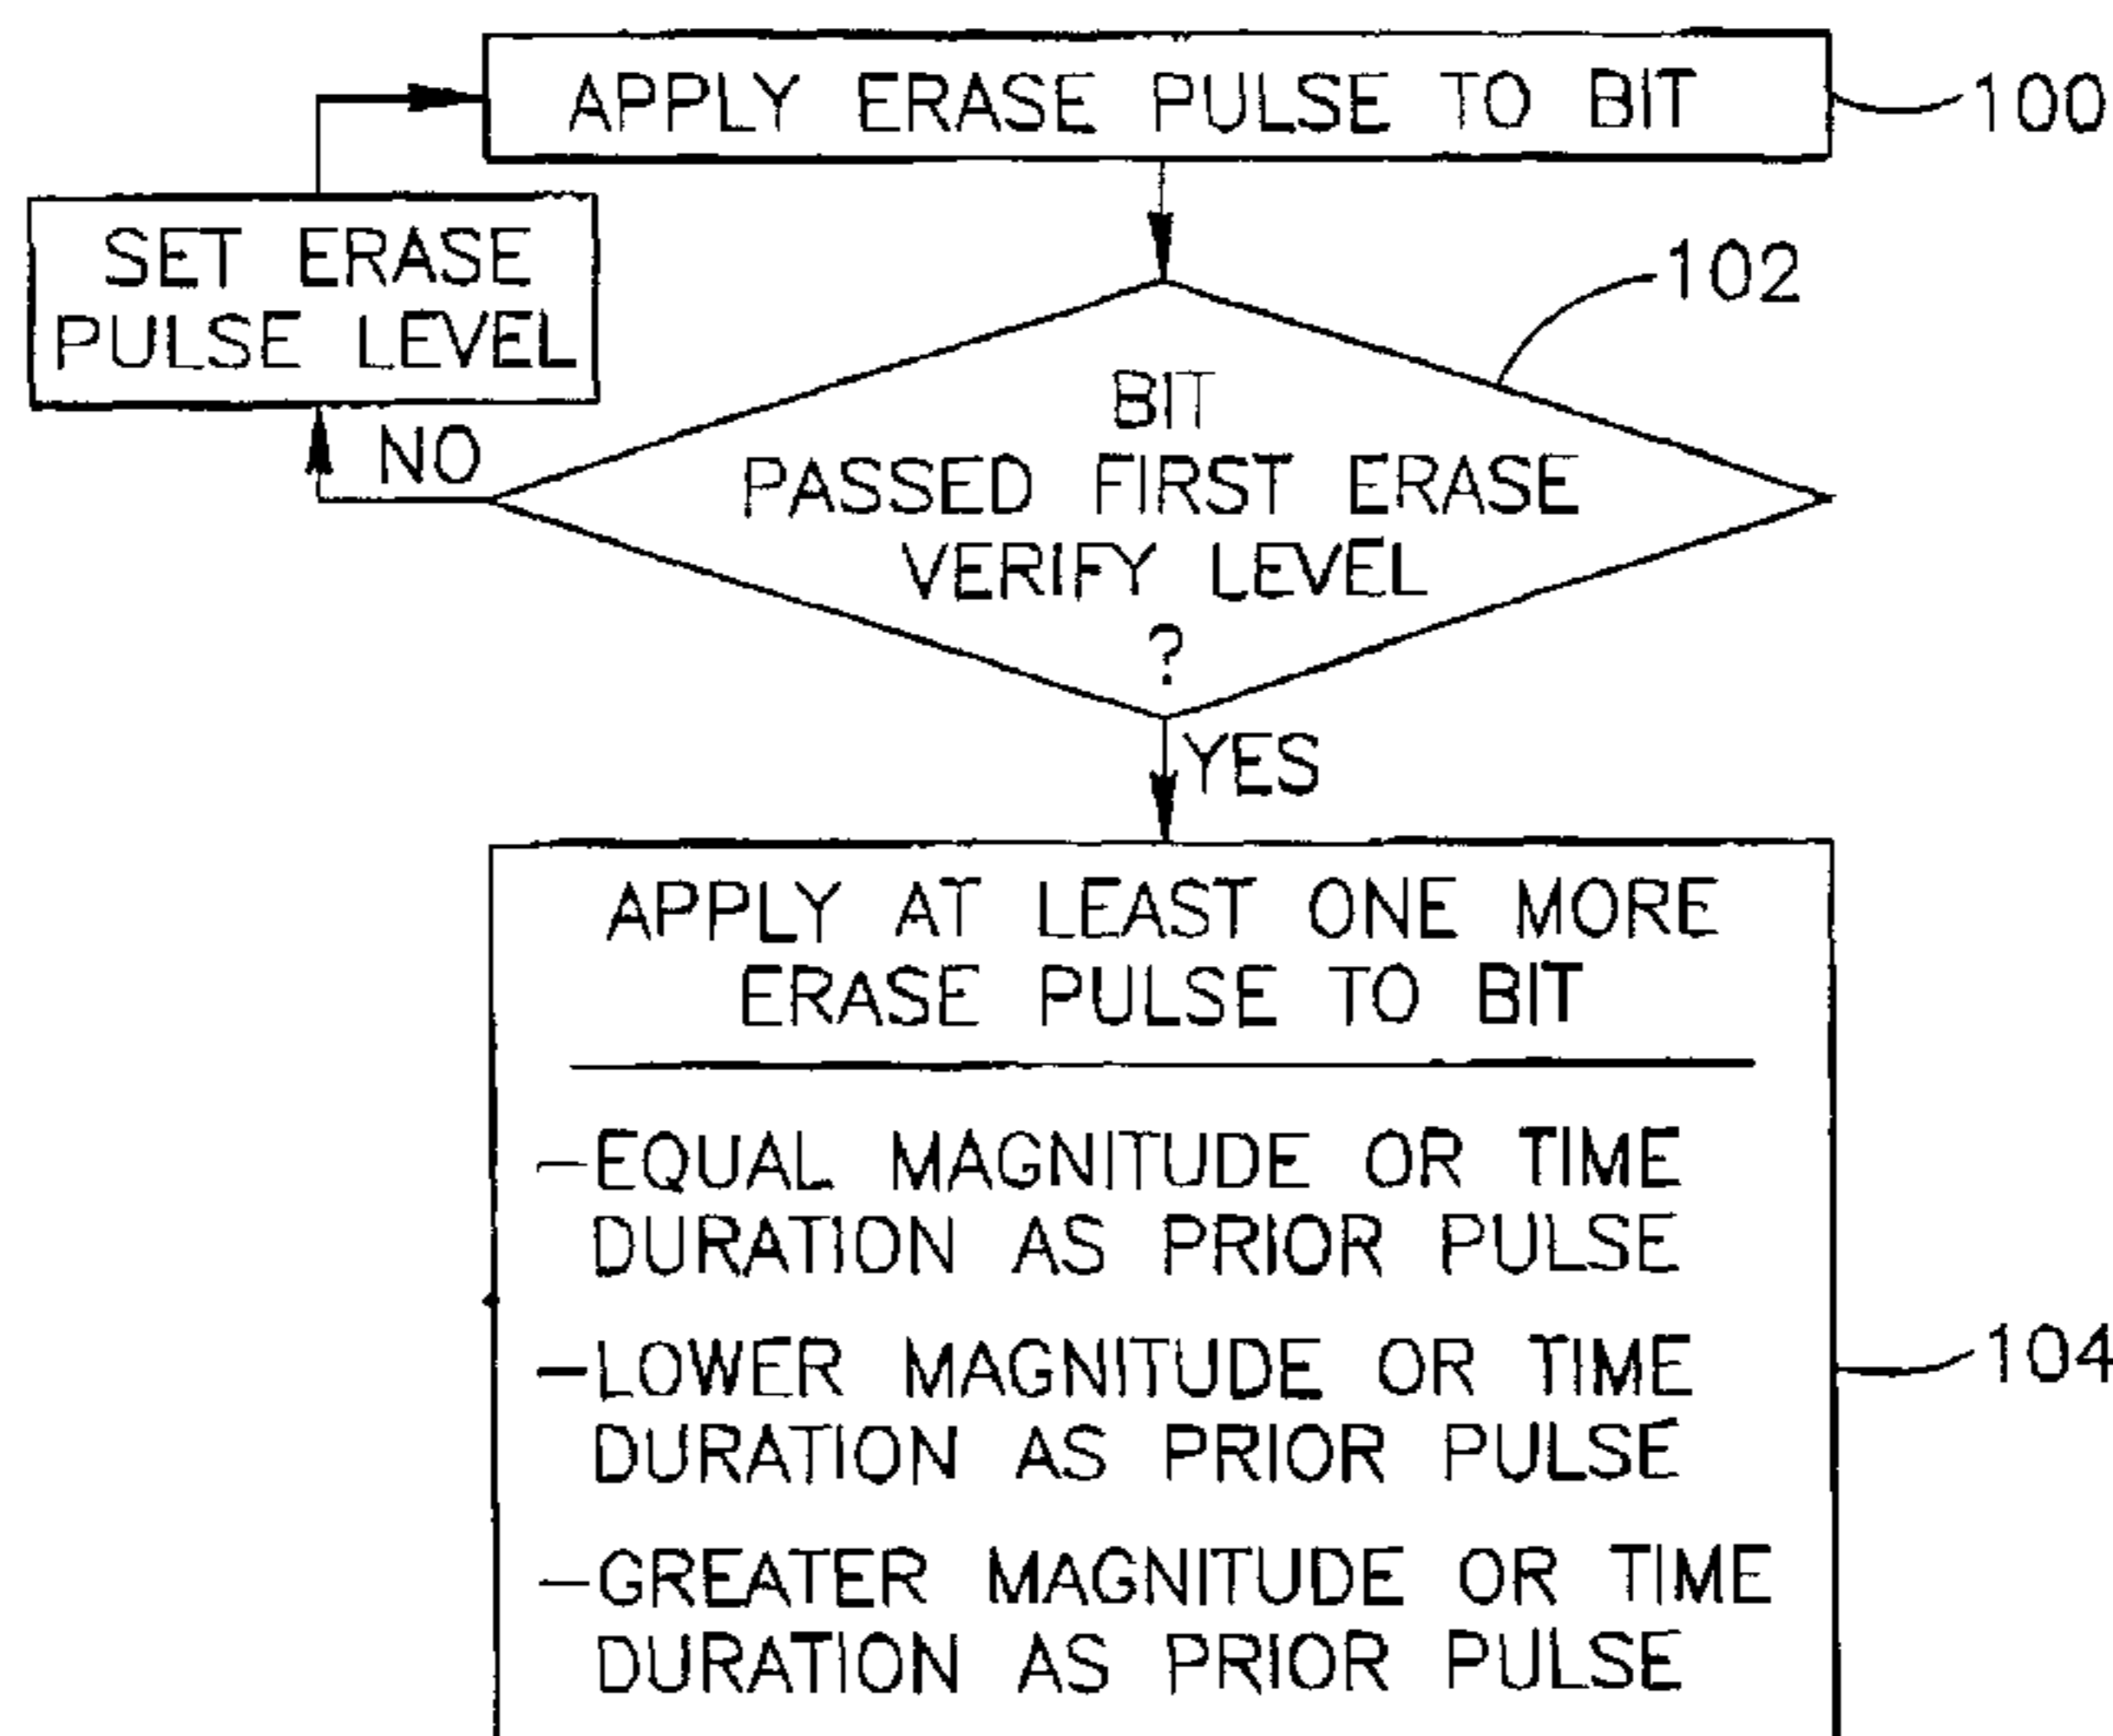 APPLY ERASE PULSE TO BIT
100
SET ERASE
PULSE LEVEL
102
NO
BIT
PASSED FIRST ERASE
VERIFY LEVEL
?
YES
APPLY AT LEAST ONE MORE
ERASE PULSE TO BIT
-EQUAL MAGNITUDE OR TIME
DURATION AS PRIOR PULSE
-LOWER MAGNITUDE OR TIME
DURATION AS PRIOR PULSE
104
-GREATER MAGNITUDE OR TIME
DURATION AS PRIOR PULSE